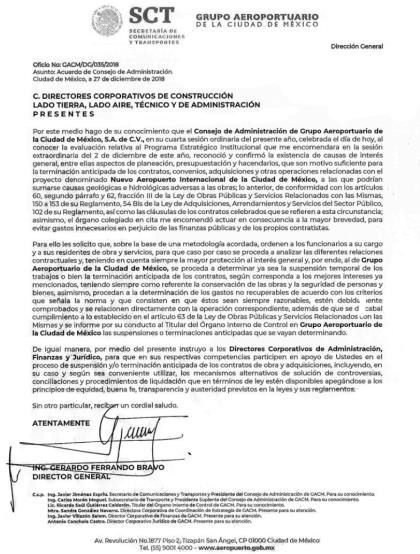 SCT
SECRETARÍA DE
COMUNICACIONES
Y TRANSPORTES
GRUPO AEROPORTUARIO
DE LA CIUDAD DE MÉXICO
Dirección General
Oficio No: GACM/DG/035/2018
Asunto: Acuerdo de Consejo de Administración.
Ciudad de México, a 27 de diciembre de 2018
C. DIRECTORES CORPORATIVOS DE CONSTRUCCIÓN
LADO TIERRA, LADO AIRE, TÉCNICO Y DE ADMINISTRACIÓN
P R E S E N T E S
Por este medio hago de su conocimiento que el Consejo de Administración de Grupo Aeroportuario de
la Ciudad de México, S.A. de C.V., en su cuarta sesión ordinaria del presente año, celebrada el día de hoy, al
conocer la evaluación relativa al Programa Estratégico Institucional que me encomendara en la sesión
extraordinaria del 2 de diciembre de este año, reconoció y confirmó la existencia de causas de interés
general, entre ellas aspectos de planeación, presupuestación y hacendarios, que son motivo suficiente para
la terminación anticipada de los contratos, convenios, adquisiciones y otras operaciones relacionadas con el
proyecto denominado Nuevo Aeropuerto Internacional de la Ciudad de México, a las que podrían
sumarse causas geológicas e hidrológicas adversas a las obras; lo anterior, de conformidad con los artículos
60, segundo párrafo y 62, fracción III de la Ley de Obras Públicas y Servicios Relacionados con las Mismas,
150 a 153 de su Reglamento, 54 Bis de la Ley de Adquisiciones, Arrendamientos y Servicios del Sector Público,
102 de su Reglamento, así como las cláusulas de los contratos celebrados que se refieren a esta circunstancia;
asimismo, el órgano colegiado en cita me encomendó actuar en consecuencia a la mayor brevedad, para
evitar gastos innecesarios en perjuicio de las finanzas públicas y de los propios contratistas.
Para ello les solicito que, sobre la base de una metodología acordada, ordenen a los funcionarios a su cargo
y a sus residentes de obra y servicios, para que caso por caso se proceda a analizar las diferentes relaciones
contractuales y, teniendo en cuenta siempre la mayor protección al interés general y, por ende, al de Grupo
Aeroportuario de la Ciudad de México, se proceda a determinar ya sea la suspensión temporal de
los trabajos o bien la terminación anticipada de los contratos, según corresponda a los mejores intereses ya
mencionados, teniendo siempre como referente la conservación de las obras y la seguridad de personas y
bienes, asimismo, procedan a la determinación de los gastos no recuperables de acuerdo con los criterios
que señala la norma y que consisten en que éstos sean siempre razonables, estén
comprobados y se relacionen directamente con la operación correspondiente, además de que se d cabal
cumplimiento a lo establecido en el artículo 63 de la Ley de Obras Públicas y Servicios Relacionados con las
Mismas y se informe por su conducto al Titular del Órgano Interno de Control en Grupo Aeroportuario de
la Ciudad de México las suspensiones o terminaciones anticipadas que se vayan determinando.
De igual manera, por medio del presente instruyo a los Directores Corporativos de Administración,
Finanzas y Jurídico, para que en sus respectivas competencias participen en apoyo de Ustedes en el
proceso de suspensión y/o terminación anticipada de los contratos de obra y adquisiciones, incluyendo, en
su caso y según sea conveniente utilizar, los mecanismos alternativos de solución de controversias,
conciliaciones y procedimientos de liquidación que en términos de ley estén disponibles apegándose a los
principios de equidad, buena fe, transparencia y austeridad previstos en la leyes y sus reglamentos;
Sin otro particular, reciban un cordial saludo.
ATENTAMENTE
ING. GERARDO FERRANDO BRAVO
DIRECTOR GENERAL
C.c.p. Ing. Javier Jiménez Espriú. Secretario de Comunicaciones y Transportes y Presidente del Consejo de Administración de GACM. Para su atención.
Ing. Carlos Morán Moguel. Subsecretario de Transporte y Presidente Suplente del Consejo de Administración de GACM. Para su atención.
Lic. Ricardo Saúl Gutiérrez Calderón. Titular del Órgano Interno de Control de GACM. Para su atención.
Mtra. Sandra González Navarro. Directora Corporativa de Coordinación de Estrategia de GACM. Presente para su atención.
Ing. Javier Villazón Salem. Director Corporativo de Finanzas de GACM. Presente para su atención.
Antonio Canchola Castro. Director Corporativo Jurídico de GACM. Presente para su atención.
Av. Revolución No.1877 Piso 2; Tizapán San Ángel, CP 01000 Ciudad de México
Tel. (55) 9001 4000 - www.aeropuerto.gob.mx